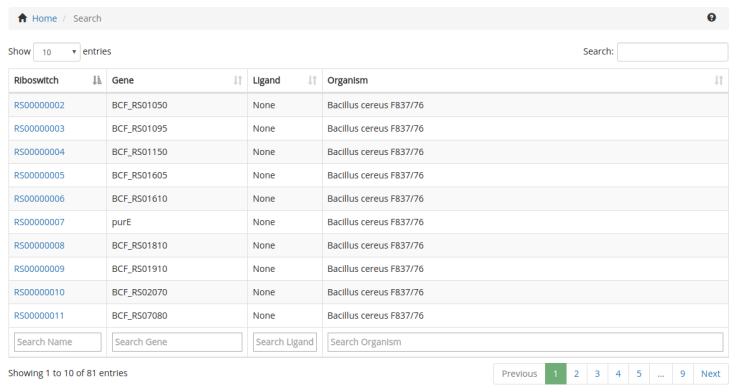 Home / Search
Show 10 entries Search:
Riboswitch Gene Ligand Organism
RS00000002 BCF_RS01050 None Bacillus cereus F837/76
RS00000003 BCF_RS01095 None Bacillus cereus F837/76
RS00000004 BCF_RS01150 None Bacillus cereus F837/76
RS00000005 BCF_RS01605 None Bacillus cereus F837/76
RS00000006 BCF_RS01610 None Bacillus cereus F837/76
RS00000007 purE None Bacillus cereus F837/76
RS00000008 BCF_RS01810 None Bacillus cereus F837/76
RS00000009 BCF_RS01910 None Bacillus cereus F837/76
RS00000010 BCF_RS02070 None Bacillus cereus F837/76
RS00000011 BCF_RS07080 None Bacillus cereus F837/76
Search Name Search Gene Search Ligand Search Organism
Showing 1 to 10 of 81 entries Previous 1 2 3 4 5 ... 9 Next